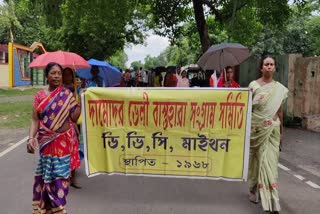 দামোদর ভেলী বাস্তুহারা সংগ্রাম সমিতি
ডি,ভি,সি, মাইথন
স্থাপিত - ১৯৬৮